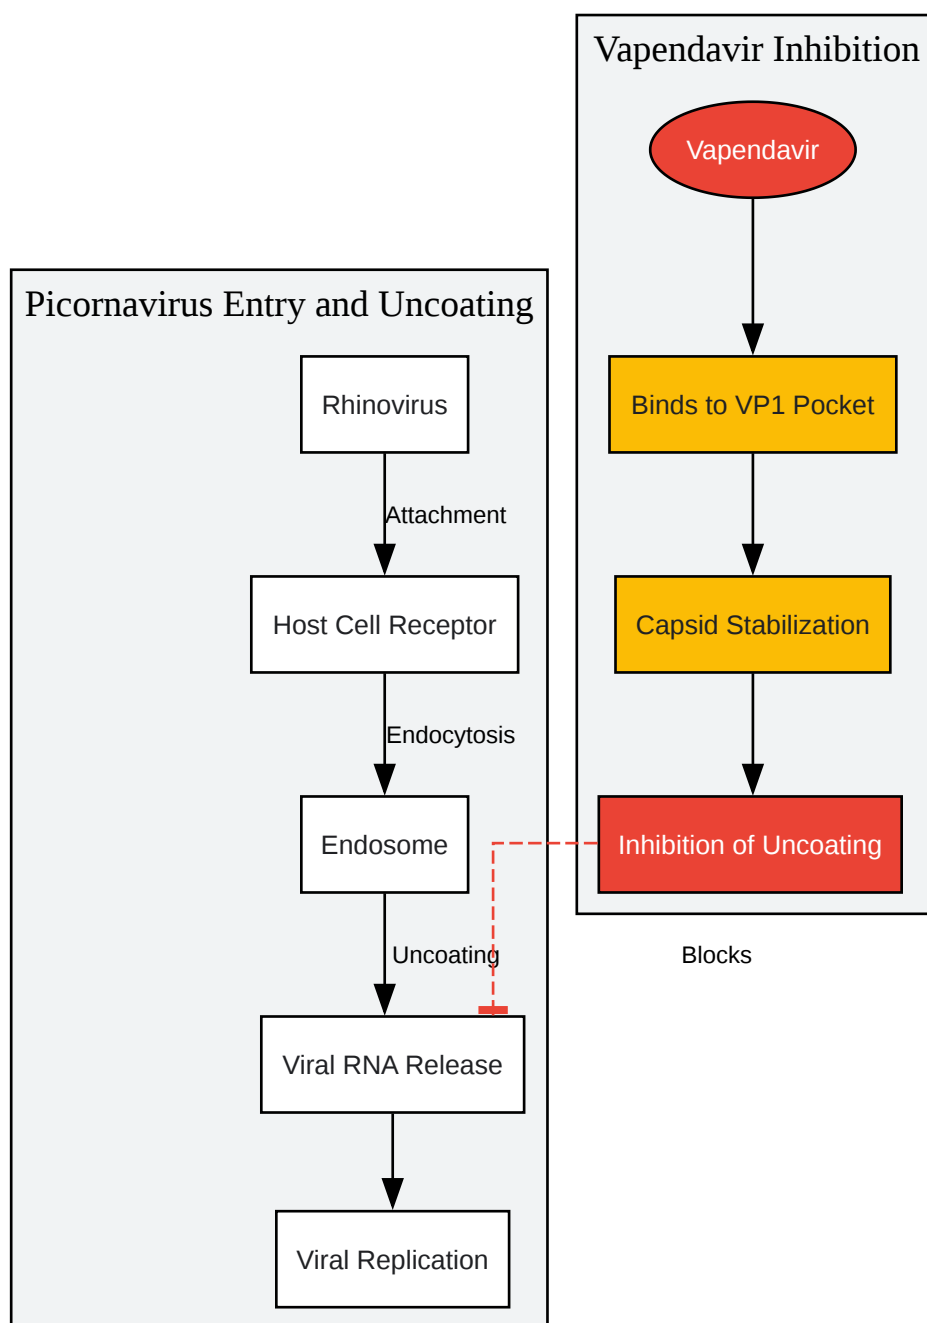 Vapendavir Inhibition
Vapendavir
Binds to VP1 Pocket
Capsid Stabilization
Inhibition of Uncoating
Blocks
Picornavirus Entry and Uncoating
Rhinovirus
Attachment
Host Cell Receptor
Endocytosis
Endosome
Uncoating
Viral RNA Release
Viral Replication